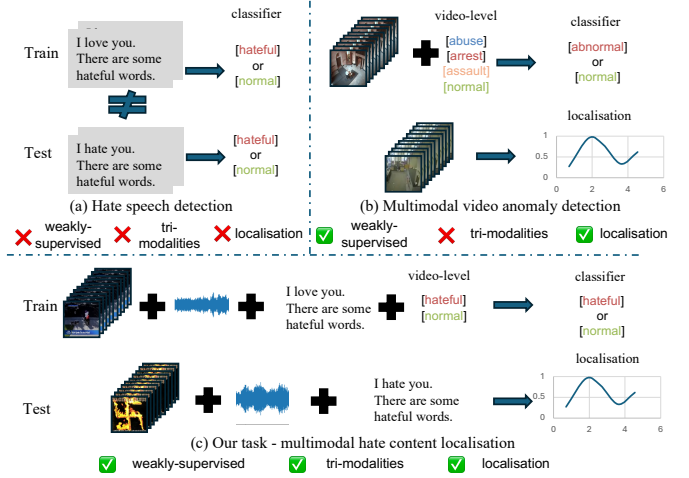 classifier
Train
I love you.
There are some
hateful words.
[hateful]
or
[normal]
Test
I hate you.
There are some
hateful words.
[hateful]
or
[normal]
(a) Hate speech detection
weakly-
supervised
tri-
modalities
localisation
video-level
[abuse]
[arrest]
[assault]
[normal]
classifier
[abnormal]
or
[normal]
localisation
1
0.5
0
0
2
4
6
(b) Multimodal video anomaly detection
weakly-
supervised
tri-modalities
localisation
Train
I love you.
There are some
hateful words.
video-level
[hateful]
[normal]
classifier
[hateful]
or
[normal]
Test
I hate you.
There are some
hateful words.
localisation
1
0.5
0
0
2
4
6
(c) Our task - multimodal hate content localisation
weakly-supervised
tri-modalities
localisation